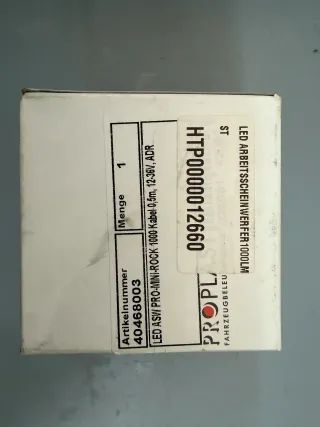 Artikelnummer
40468003
Menge 1
LED ASW PRO-MINI-ROCK 1000 Kabel 0,5m, 12-36V, ADR
PROPLA
FAHRZEUGBELEU
HTP0000012660
LED ARBEITSSCHEINWERFER1000LM
ST